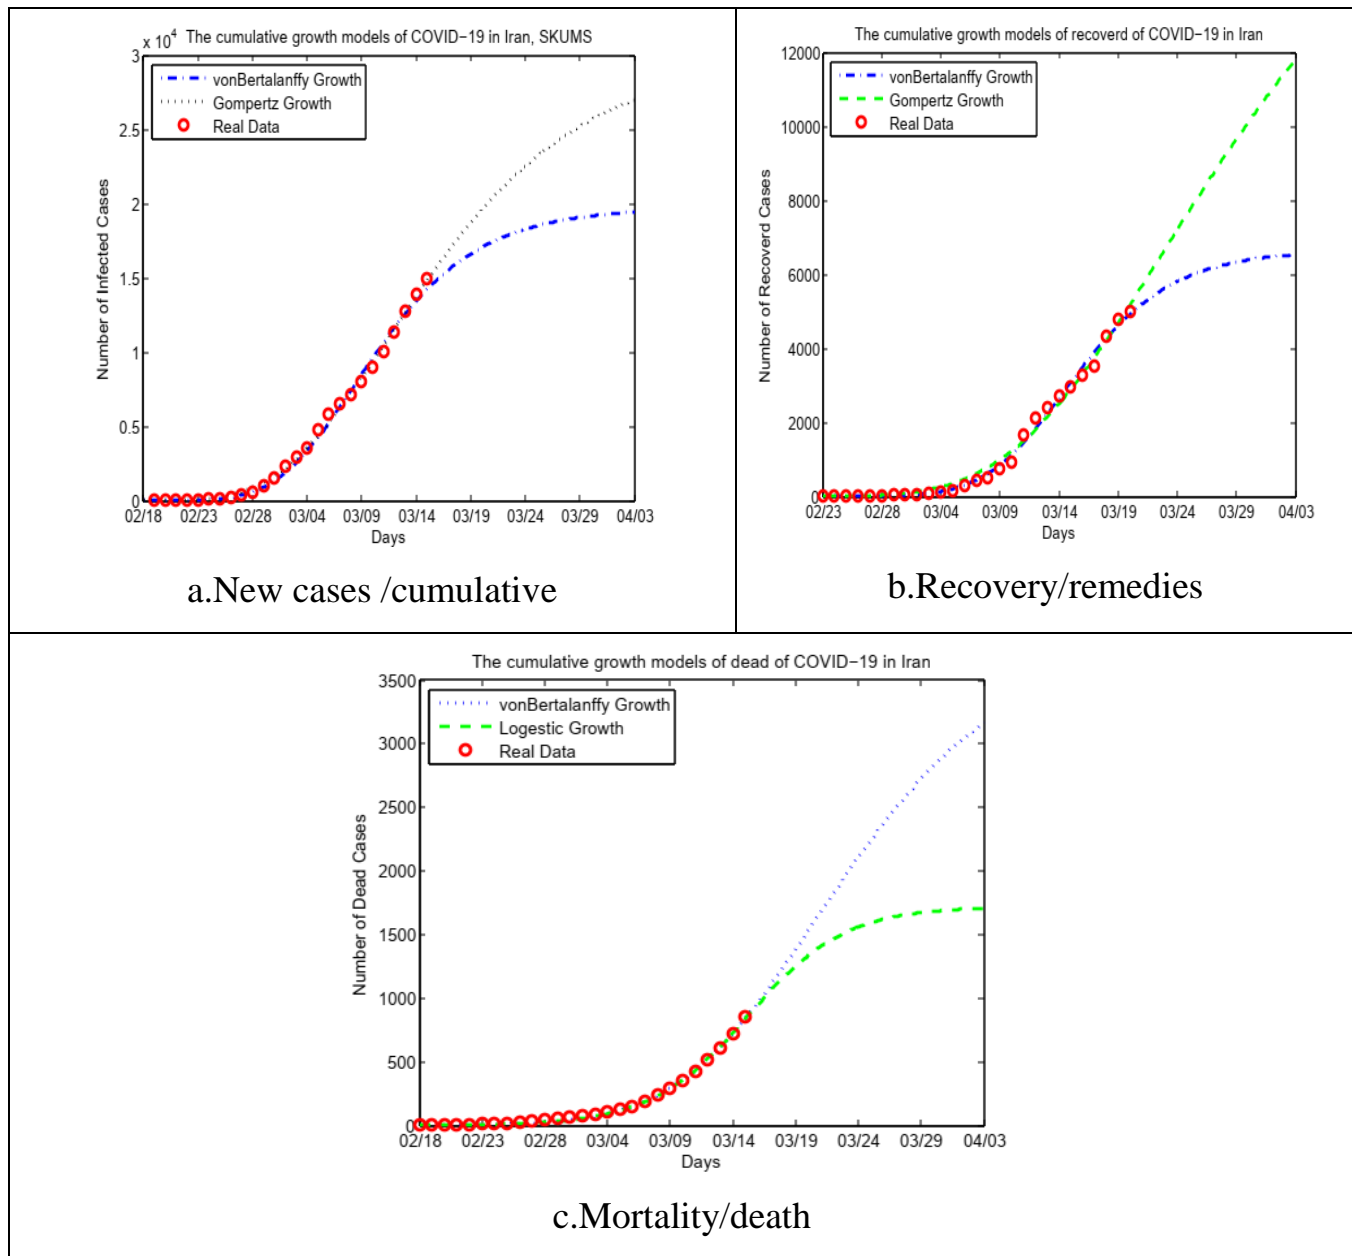 The cumulative growth models of COVID−19 in Iran, SKUMS
x 10^4
3
2.5
2
1.5
1
0.5
0
Number of Infected Cases
vonBertalanffy Growth
Gompertz Growth
Real Data
02/18 02/23 02/28 03/04 03/09 03/14 03/19 03/24 03/29 04/03
Days
a.New cases /cumulative
The cumulative growth models of recoverd of COVID−19 in Iran
12000
10000
8000
6000
4000
2000
0
Number of Recoverd Cases
vonBertalanffy Growth
Gompertz Growth
Real Data
02/23 02/28 03/04 03/09 03/14 03/19 03/24 03/29 04/03
Days
b.Recovery/remedies
The cumulative growth models of dead of COVID−19 in Iran
3500
3000
2500
2000
1500
1000
500
0
Number of Dead Cases
vonBertalanffy Growth
Logestic Growth
Real Data
02/18 02/23 02/28 03/04 03/09 03/14 03/19 03/24 03/29 04/03
Days
c.Mortality/death